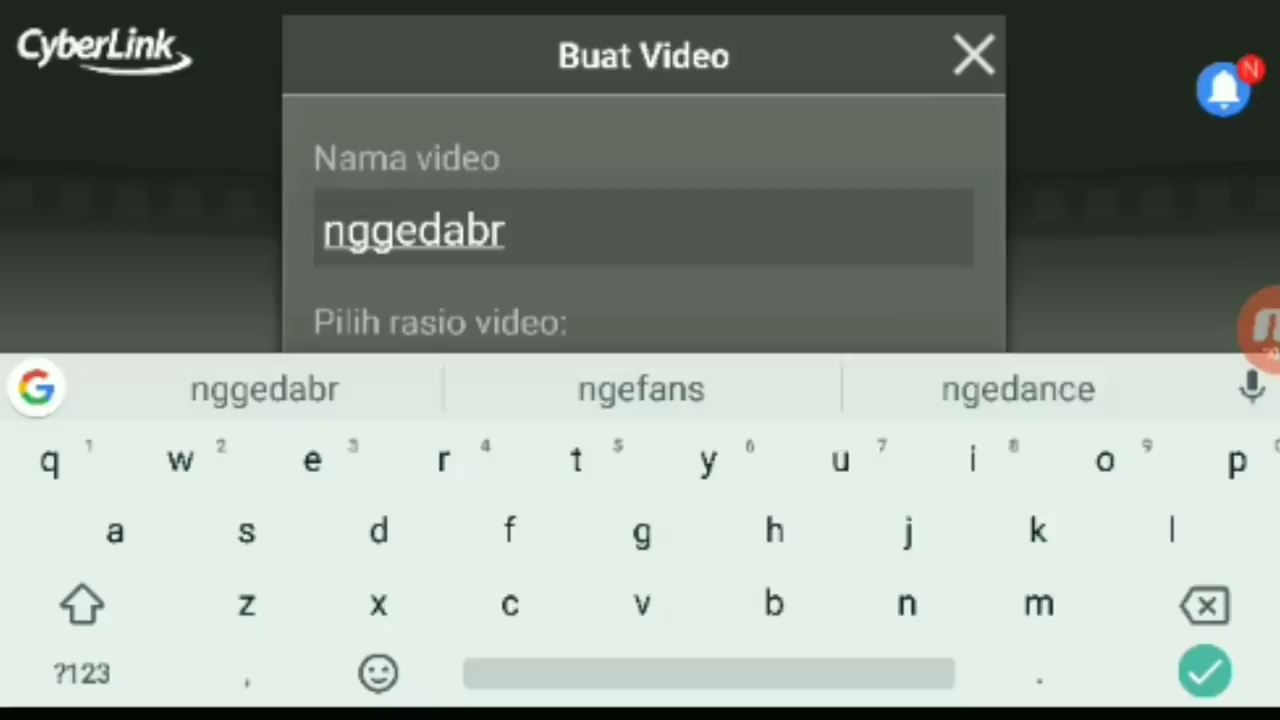 CyberLink
Buat Video
N
Nama video
nggedabr
Pilih rasio video:
nggedabr ngefans ngedance
q 1 w 2 e 3 r 4 t 5 y 6 u 7 i 8 o 9 p
a s d f g h j k l
z x c v b n m
?123 , .